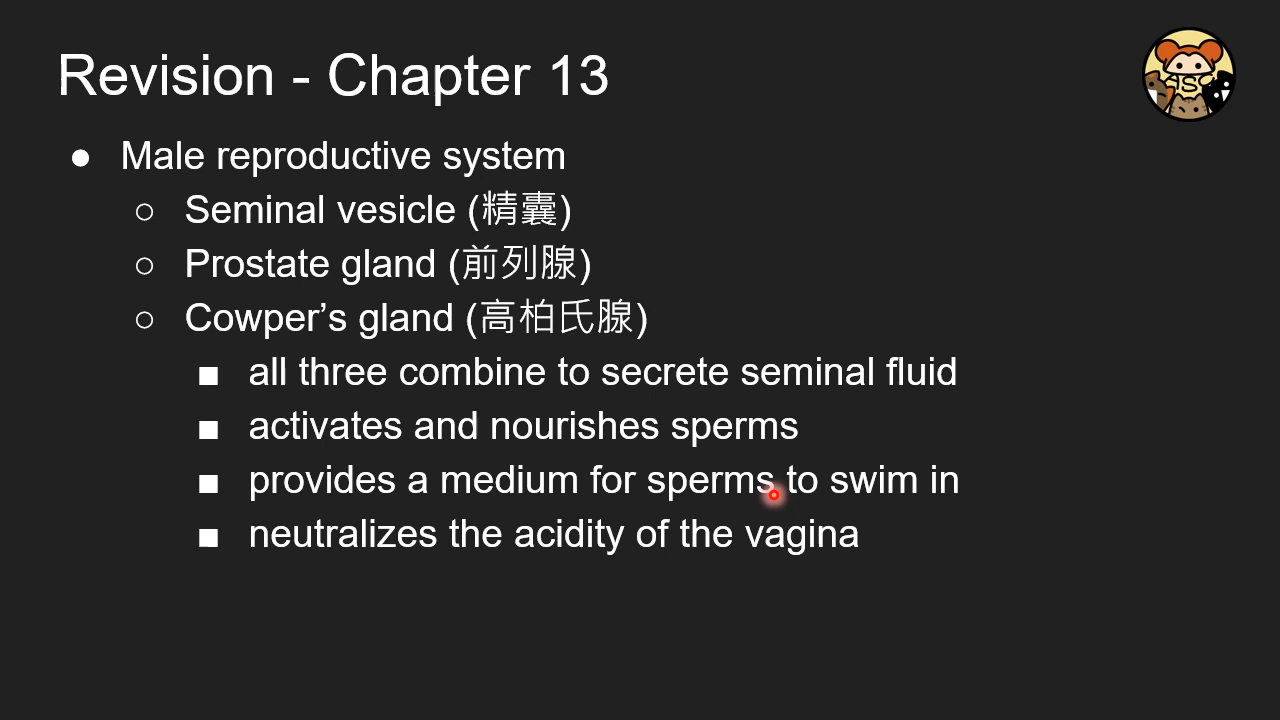 Revision - Chapter 13
● Male reproductive system
○ Seminal vesicle (精囊)
○ Prostate gland (前列腺)
○ Cowper’s gland (高柏氏腺)
■ all three combine to secrete seminal fluid
■ activates and nourishes sperms
■ provides a medium for sperms to swim in
■ neutralizes the acidity of the vagina
S